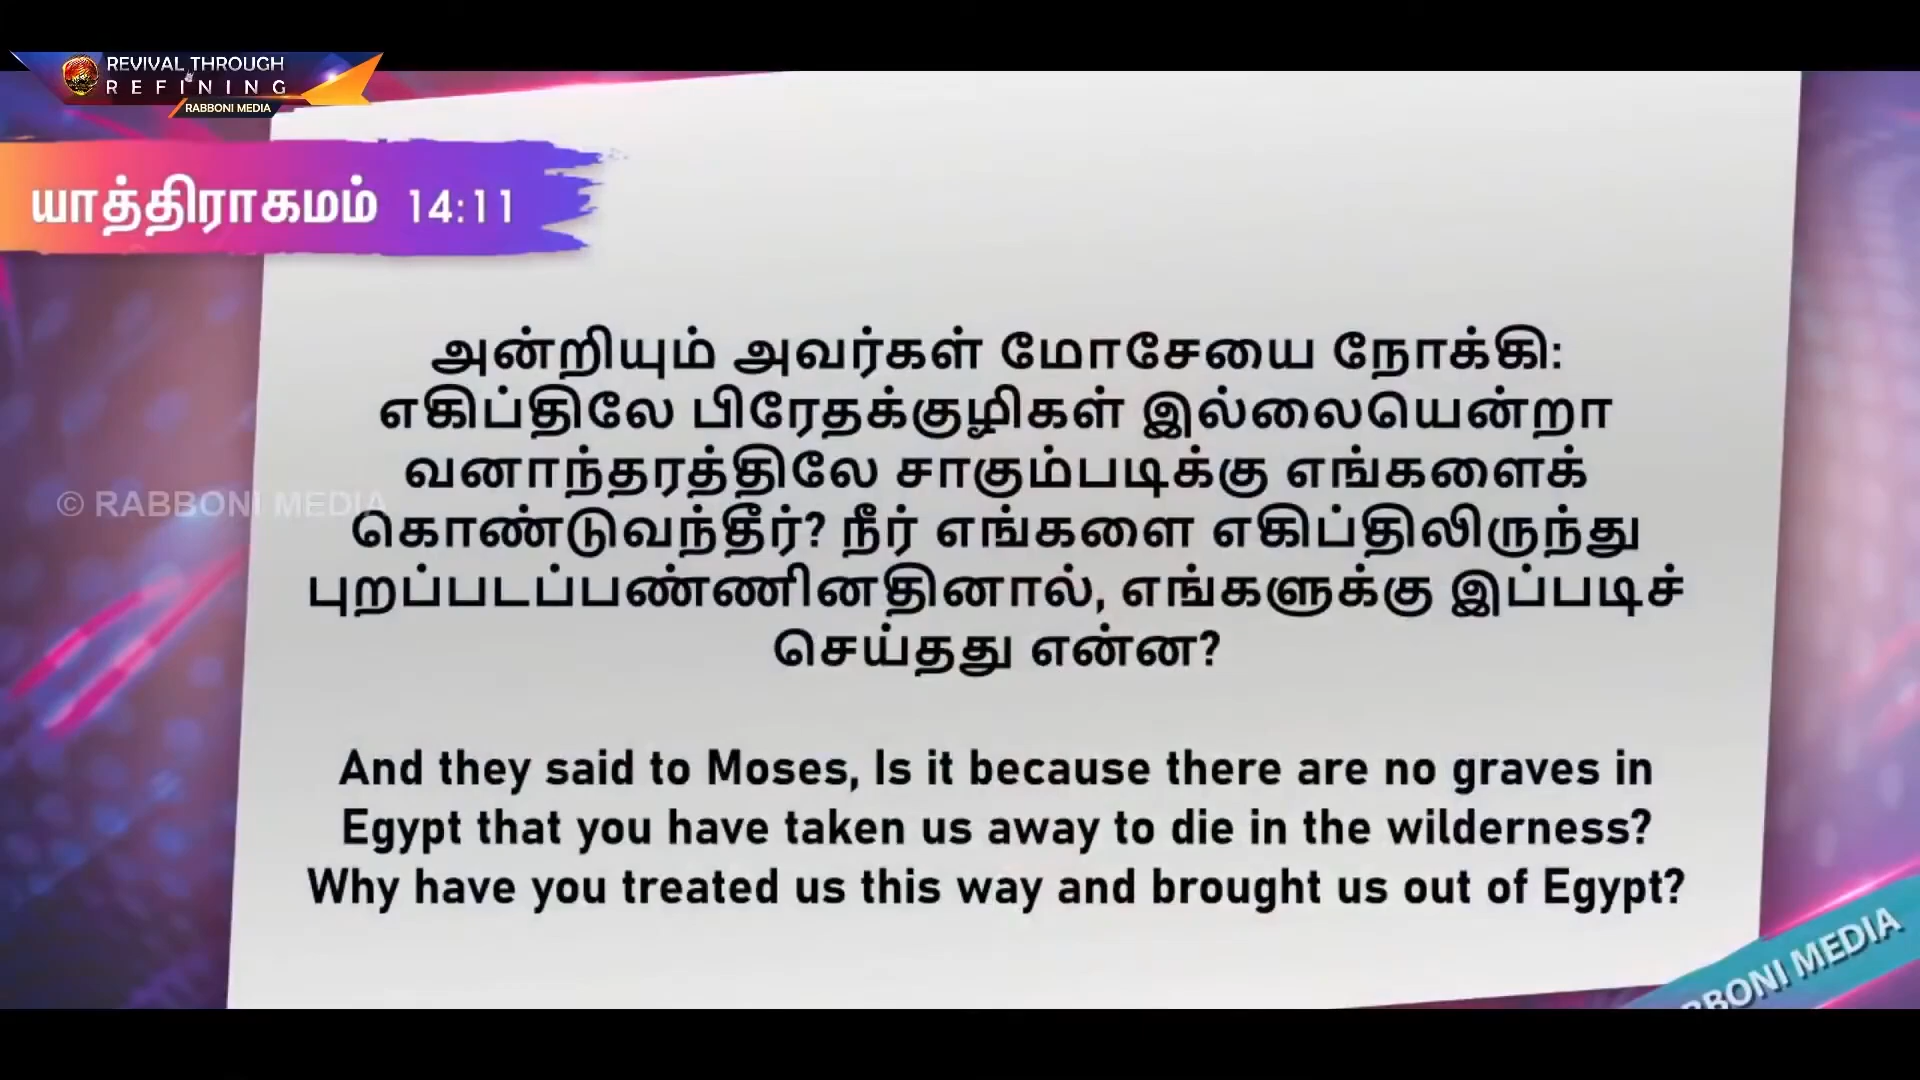 REVIVAL THROUGH
REFINING
RABBONI MEDIA
யாத்திராகமம் 14:11
அன்றியும் அவர்கள் மோசேயை நோக்கி:
எகிப்திலே பிரேதக்குழிகள் இல்லையென்றா
வனாந்தரத்திலே சாகும்படிக்கு எங்களைக்
© RABBONI MEDIA
கொண்டுவந்தீர்? நீர் எங்களை எகிப்திலிருந்து
புறப்படப்பண்ணினதினால், எங்களுக்கு இப்படிச்
செய்தது என்ன?
And they said to Moses, Is it because there are no graves in
Egypt that you have taken us away to die in the wilderness?
Why have you treated us this way and brought us out of Egypt?
BBONI MEDIA